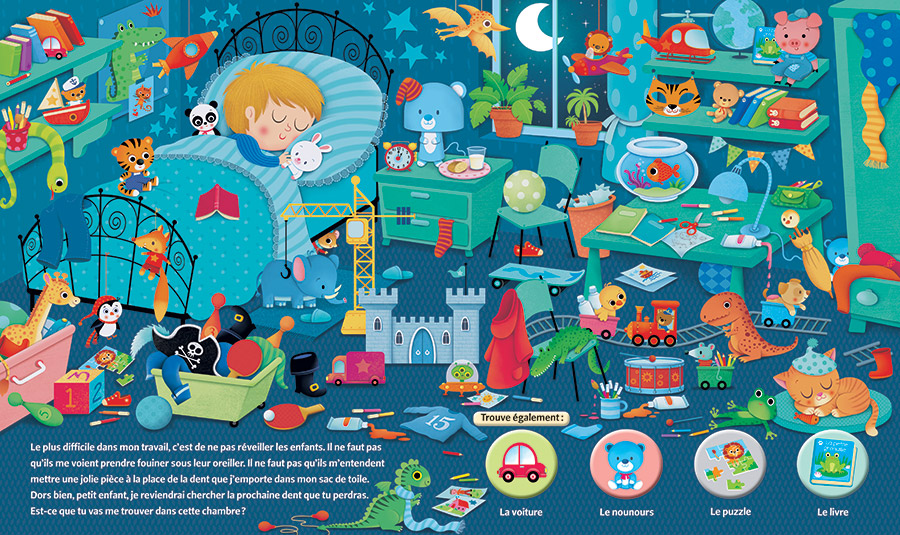 15
1
Trouve également :
Le plus difficile dans mon travail, c'est de ne pas réveiller les enfants. Il ne faut pas
qu'ils me voient prendre fouiner sous leur oreiller. Il ne faut pas qu'ils m'entendent
mettre une jolie pièce à la place de la dent que j'emporte dans mon sac de toile.
Dors bien, petit enfant, je reviendrai chercher la prochaine dent que tu perdras.
Est-ce que tu vas me trouver dans cette chambre ?
La voiture
Le nounours
Le puzzle
Le livre